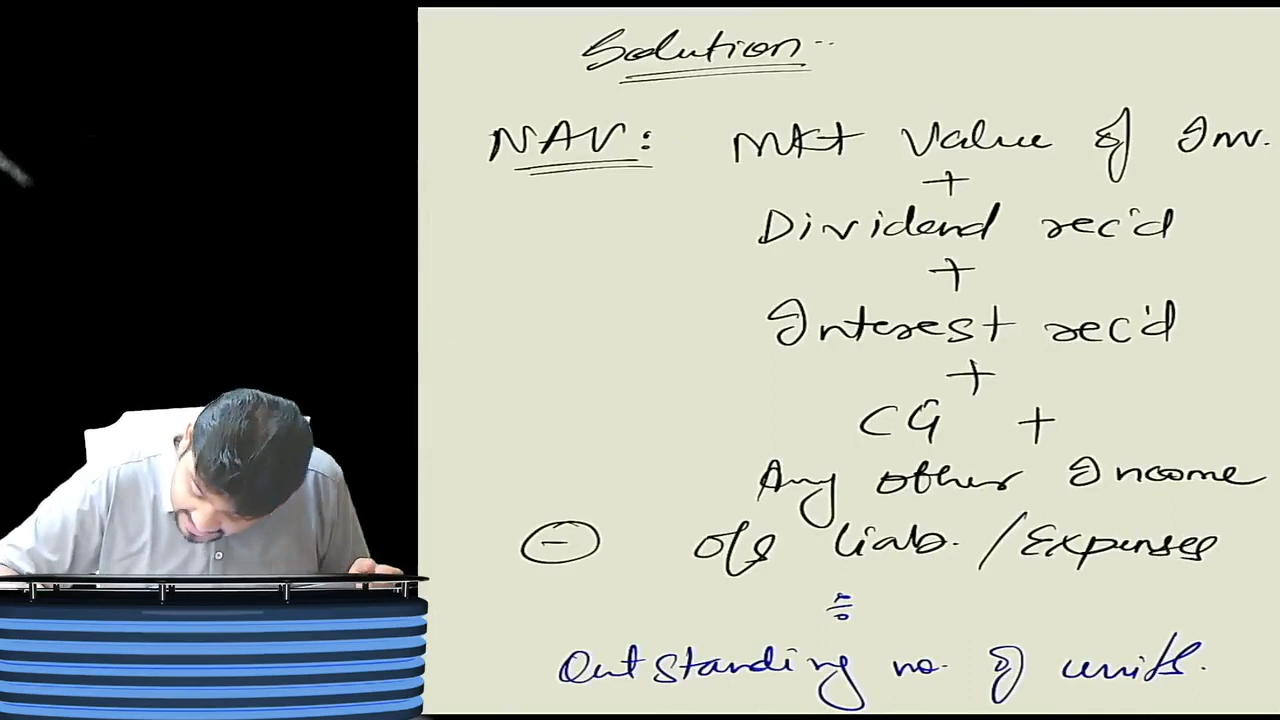 Solution..
NAV: Mkt Value of Inv.
+
Dividend rec'd
+
Interest rec'd
+
CG +
Any other Income
(-) o/s liab. / Expenses
÷
Outstanding no. of units.